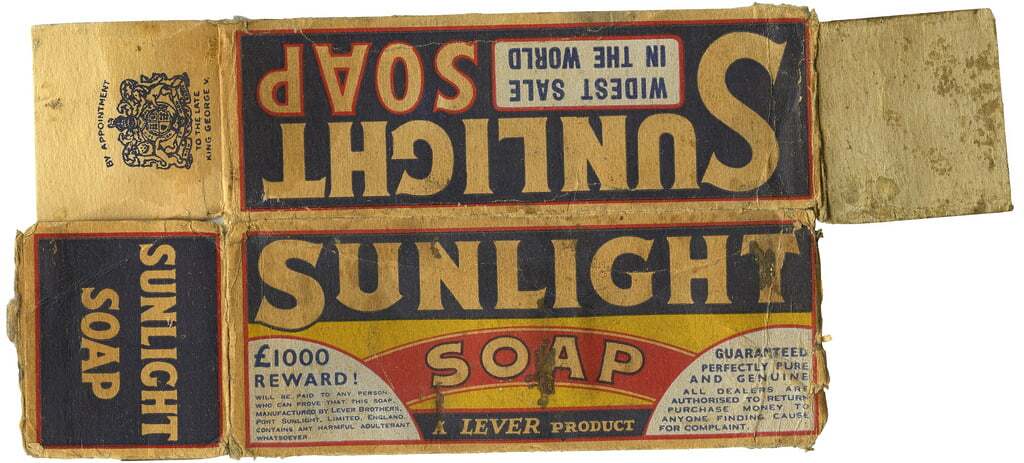 BY APPOINTMENT
TO THE LATE
KING GEORGE V.
SUNLIGHT
SOAP
WIDEST SALE
IN THE WORLD
SUNLIGHT
SOAP
SUNLIGHT
SOAP
£1000
REWARD!
WILL BE PAID TO ANY PERSON
WHO CAN PROVE THAT THIS SOAP,
MANUFACTURED BY LEVER BROTHERS,
PORT SUNLIGHT, LIMITED, ENGLAND,
CONTAINS ANY HARMFUL ADULTERANT
WHATSOEVER
A LEVER PRODUCT
GUARANTEED
PERFECTLY PURE
AND GENUINE
ALL DEALERS ARE
AUTHORISED TO RETURN
PURCHASE MONEY TO
ANYONE FINDING CAUSE
FOR COMPLAINT.